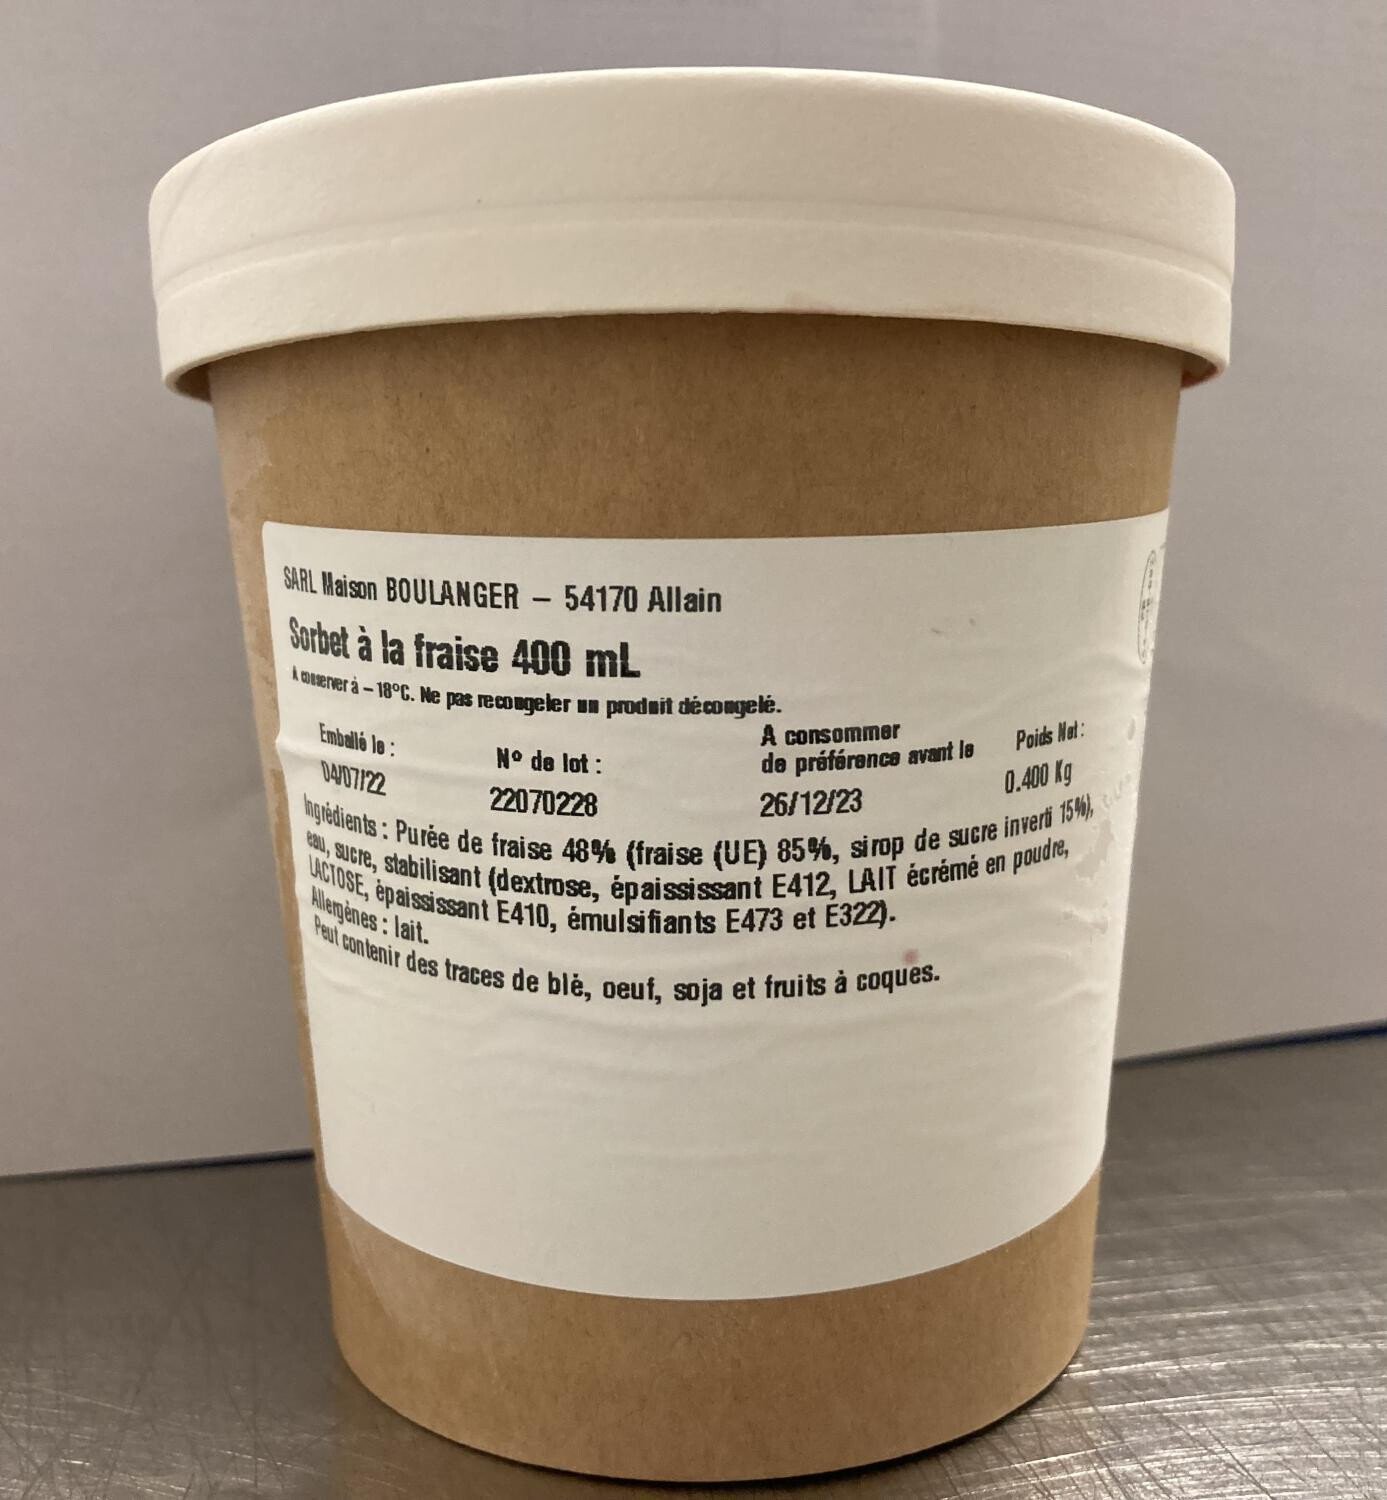 SARL Maison BOULANGER – 54170 Allain
Sorbet à la fraise 400 mL
A conserver à – 18°C. Ne pas recongeler un produit décongelé.
Emballé le :
04/07/22
N° de lot :
22070228
A consommer
de préférence avant le
26/12/23
Poids Net :
0.400 Kg
Ingrédients : Purée de fraise 48% (fraise (UE) 85%, sirop de sucre inverti 15%),
eau, sucre, stabilisant (dextrose, épaississant E412, LAIT écrémé en poudre,
LACTOSE, épaississant E410, émulsifiants E473 et E322).
Allergènes : lait.
Peut contenir des traces de blé, oeuf, soja et fruits à coques.